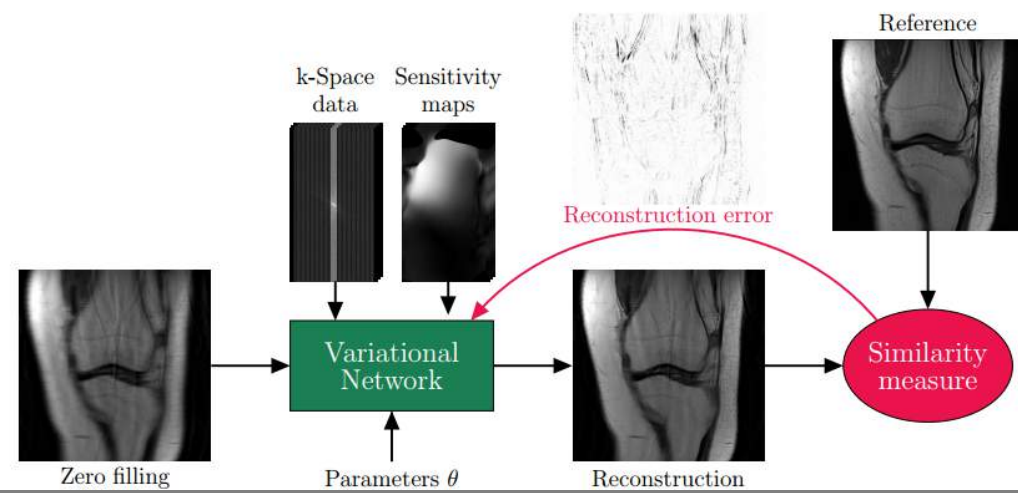 Reference
k-Space
data
Sensitivity
maps
Reconstruction error
Variational
Network
Similarity
measure
Zero filling
Parameters θ
Reconstruction